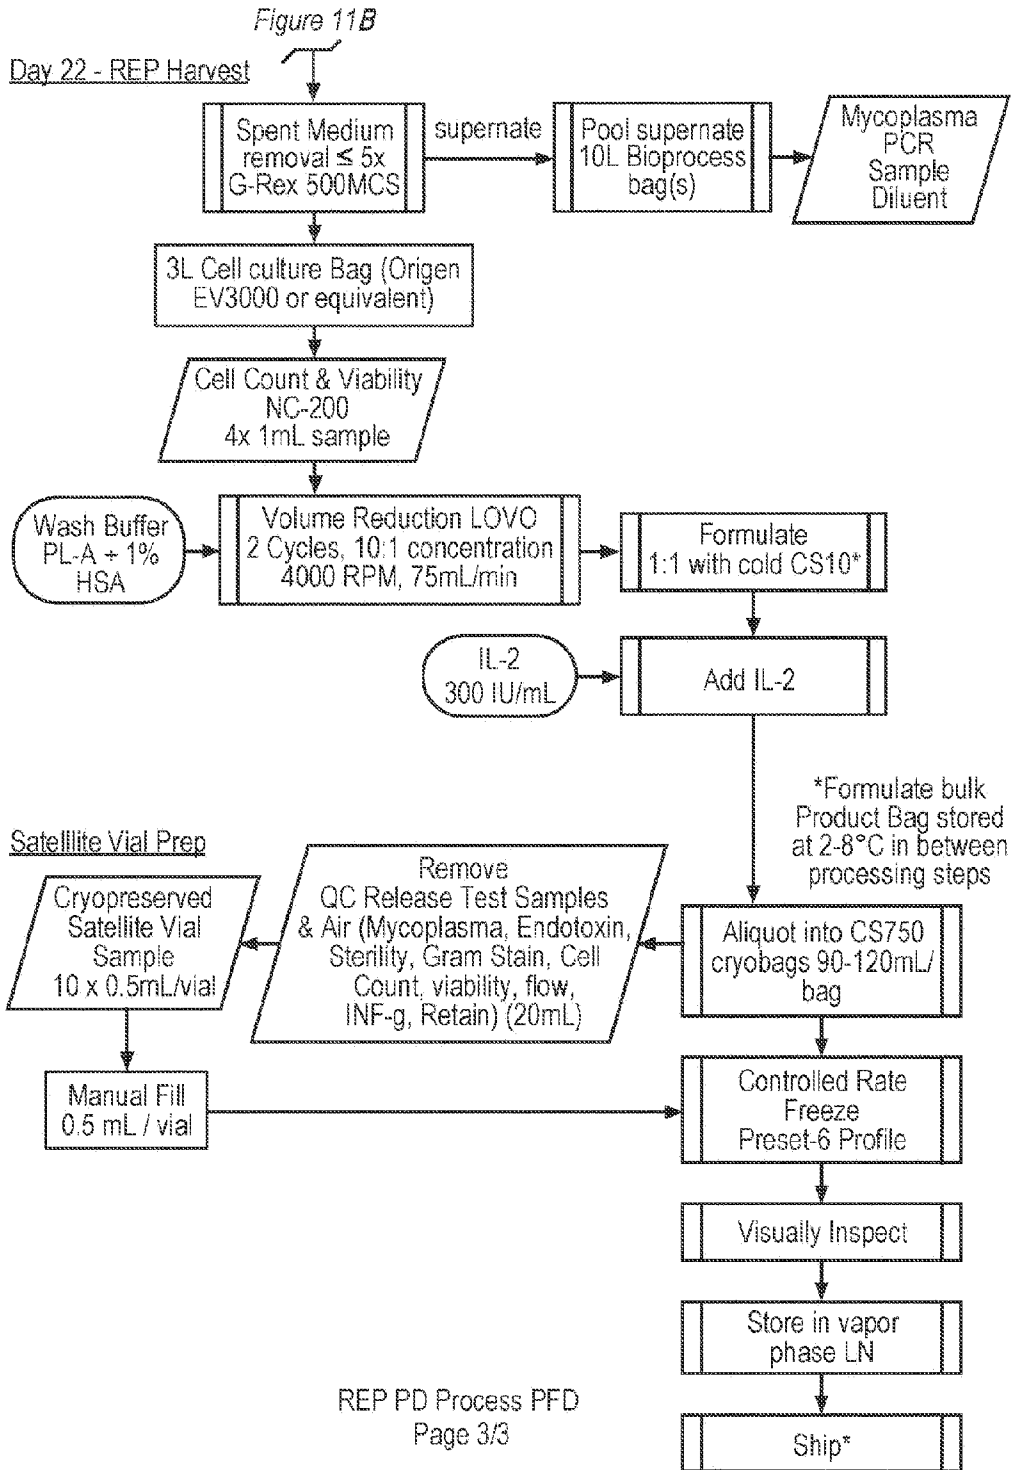 Figure 11B
Day 22 - REP Harvest
Spent Medium
removal ≤ 5x
G-Rex 500MCS
supernate
Pool supernate
10L Bioprocess
bag(s)
Mycoplasma
PCR
Sample
Diluent
3L Cell culture Bag (Origen
EV3000 or equivalent)
Cell Count & Viability
NC-200
4x 1mL sample
Wash Buffer
PL-A + 1%
HSA
Volume Reduction LOVO
2 Cycles, 10:1 concentration
4000 RPM, 75mL/min
Formulate
1:1 with cold CS10*
IL-2
300 IU/mL
Add IL-2
*Formulate bulk
Product Bag stored
at 2-8°C in between
processing steps
Satelllite Vial Prep
Cryopreserved
Satellite Vial
Sample
10 x 0.5mL/vial
Remove
QC Release Test Samples
& Air (Mycoplasma, Endotoxin,
Sterility, Gram Stain, Cell
Count, viability, flow,
INF-g, Retain) (20mL)
Aliquot into CS750
cryobags 90-120mL/
bag
Manual Fill
0.5 mL / vial
Controlled Rate
Freeze
Preset-6 Profile
Visually Inspect
Store in vapor
phase LN
REP PD Process PFD
Page 3/3
Ship*